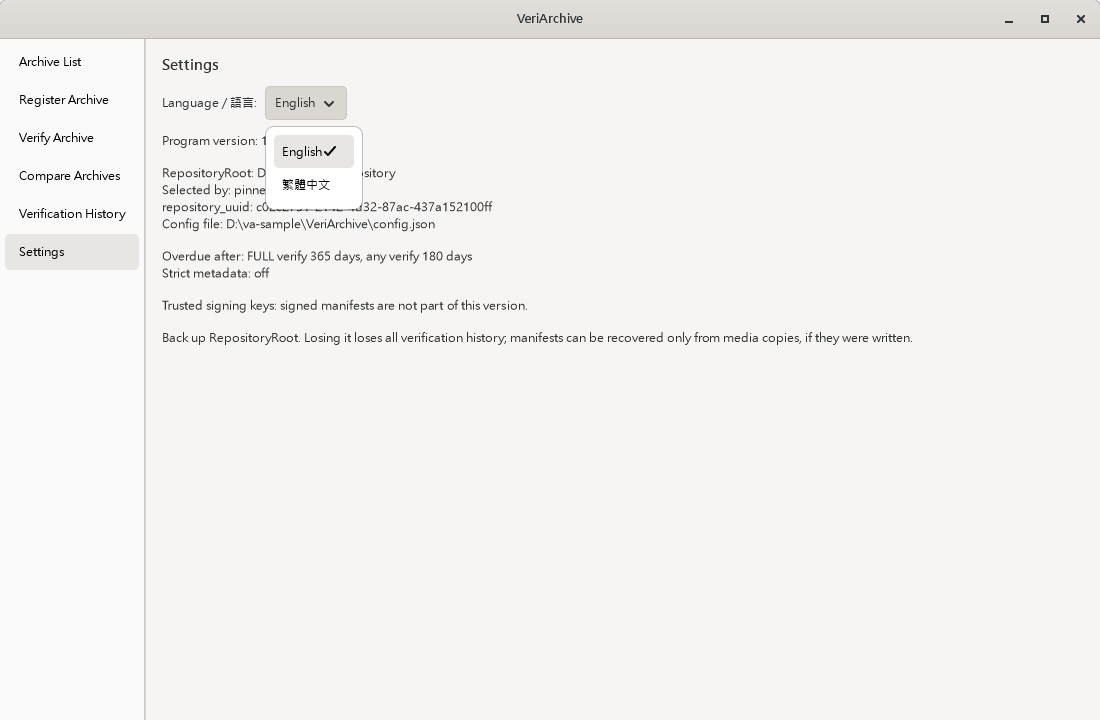 VeriArchive
Archive List
Register Archive
Verify Archive
Compare Archives
Verification History
Settings
Settings
Language / 語言:
English
English
繁體中文
Program version:
RepositoryRoot:
Selected by:
repository_uuid:
Config file: D:\va-sample\VeriArchive\config.json
Overdue after: FULL verify 365 days, any verify 180 days
Strict metadata: off
Trusted signing keys: signed manifests are not part of this version.
Back up RepositoryRoot. Losing it loses all verification history; manifests can be recovered only from media copies, if they were written.